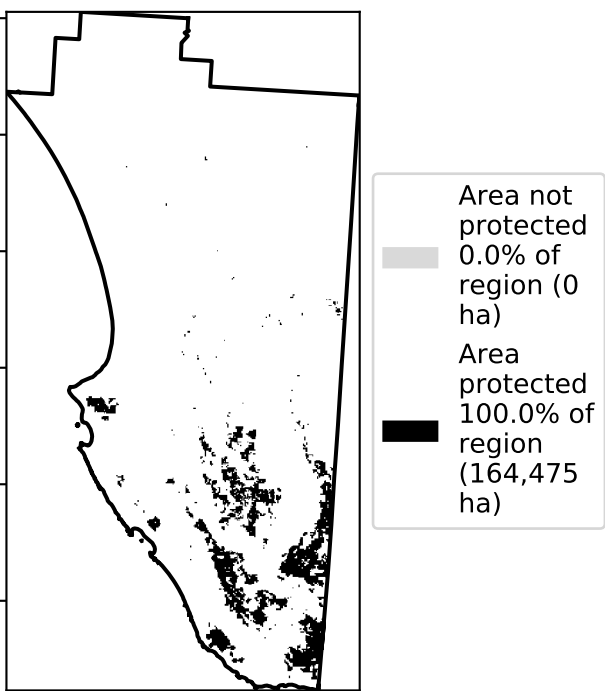 Area not
protected
0.0% of
region (0
ha)
Area
protected
100.0% of
region
(164,475
ha)